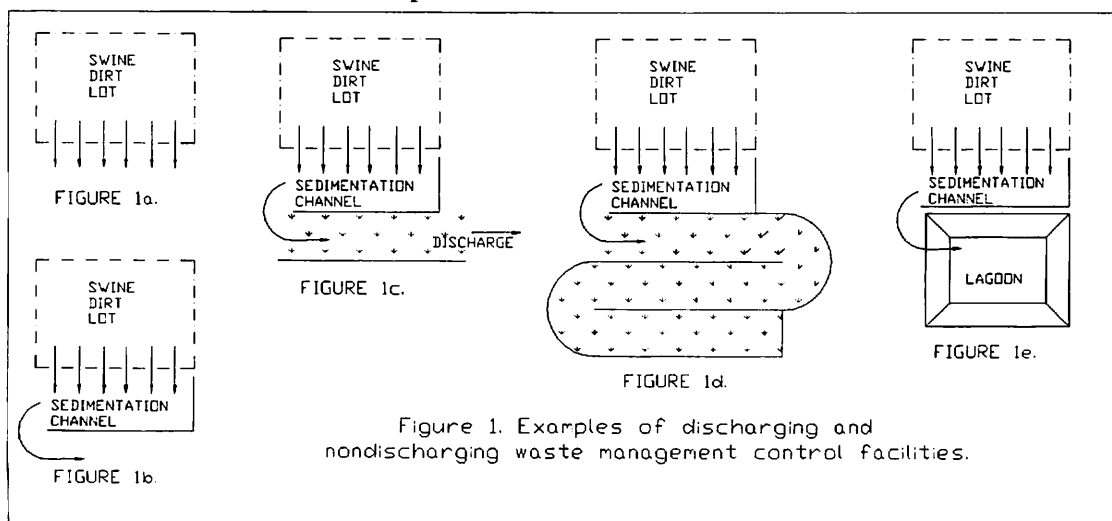 SWINE
DIRT
LOT
FIGURE 1a.
SWINE
DIRT
LOT
SEDIMENTATION
CHANNEL
FIGURE 1b.
SWINE
DIRT
LOT
SEDIMENTATION
CHANNEL
DISCHARGE
FIGURE 1c.
SWINE
DIRT
LOT
SEDIMENTATION
CHANNEL
FIGURE 1d.
SWINE
DIRT
LOT
SEDIMENTATION
CHANNEL
LAGOON
FIGURE 1e.
Figure 1. Examples of discharging and
nondischarging waste management control facilities.